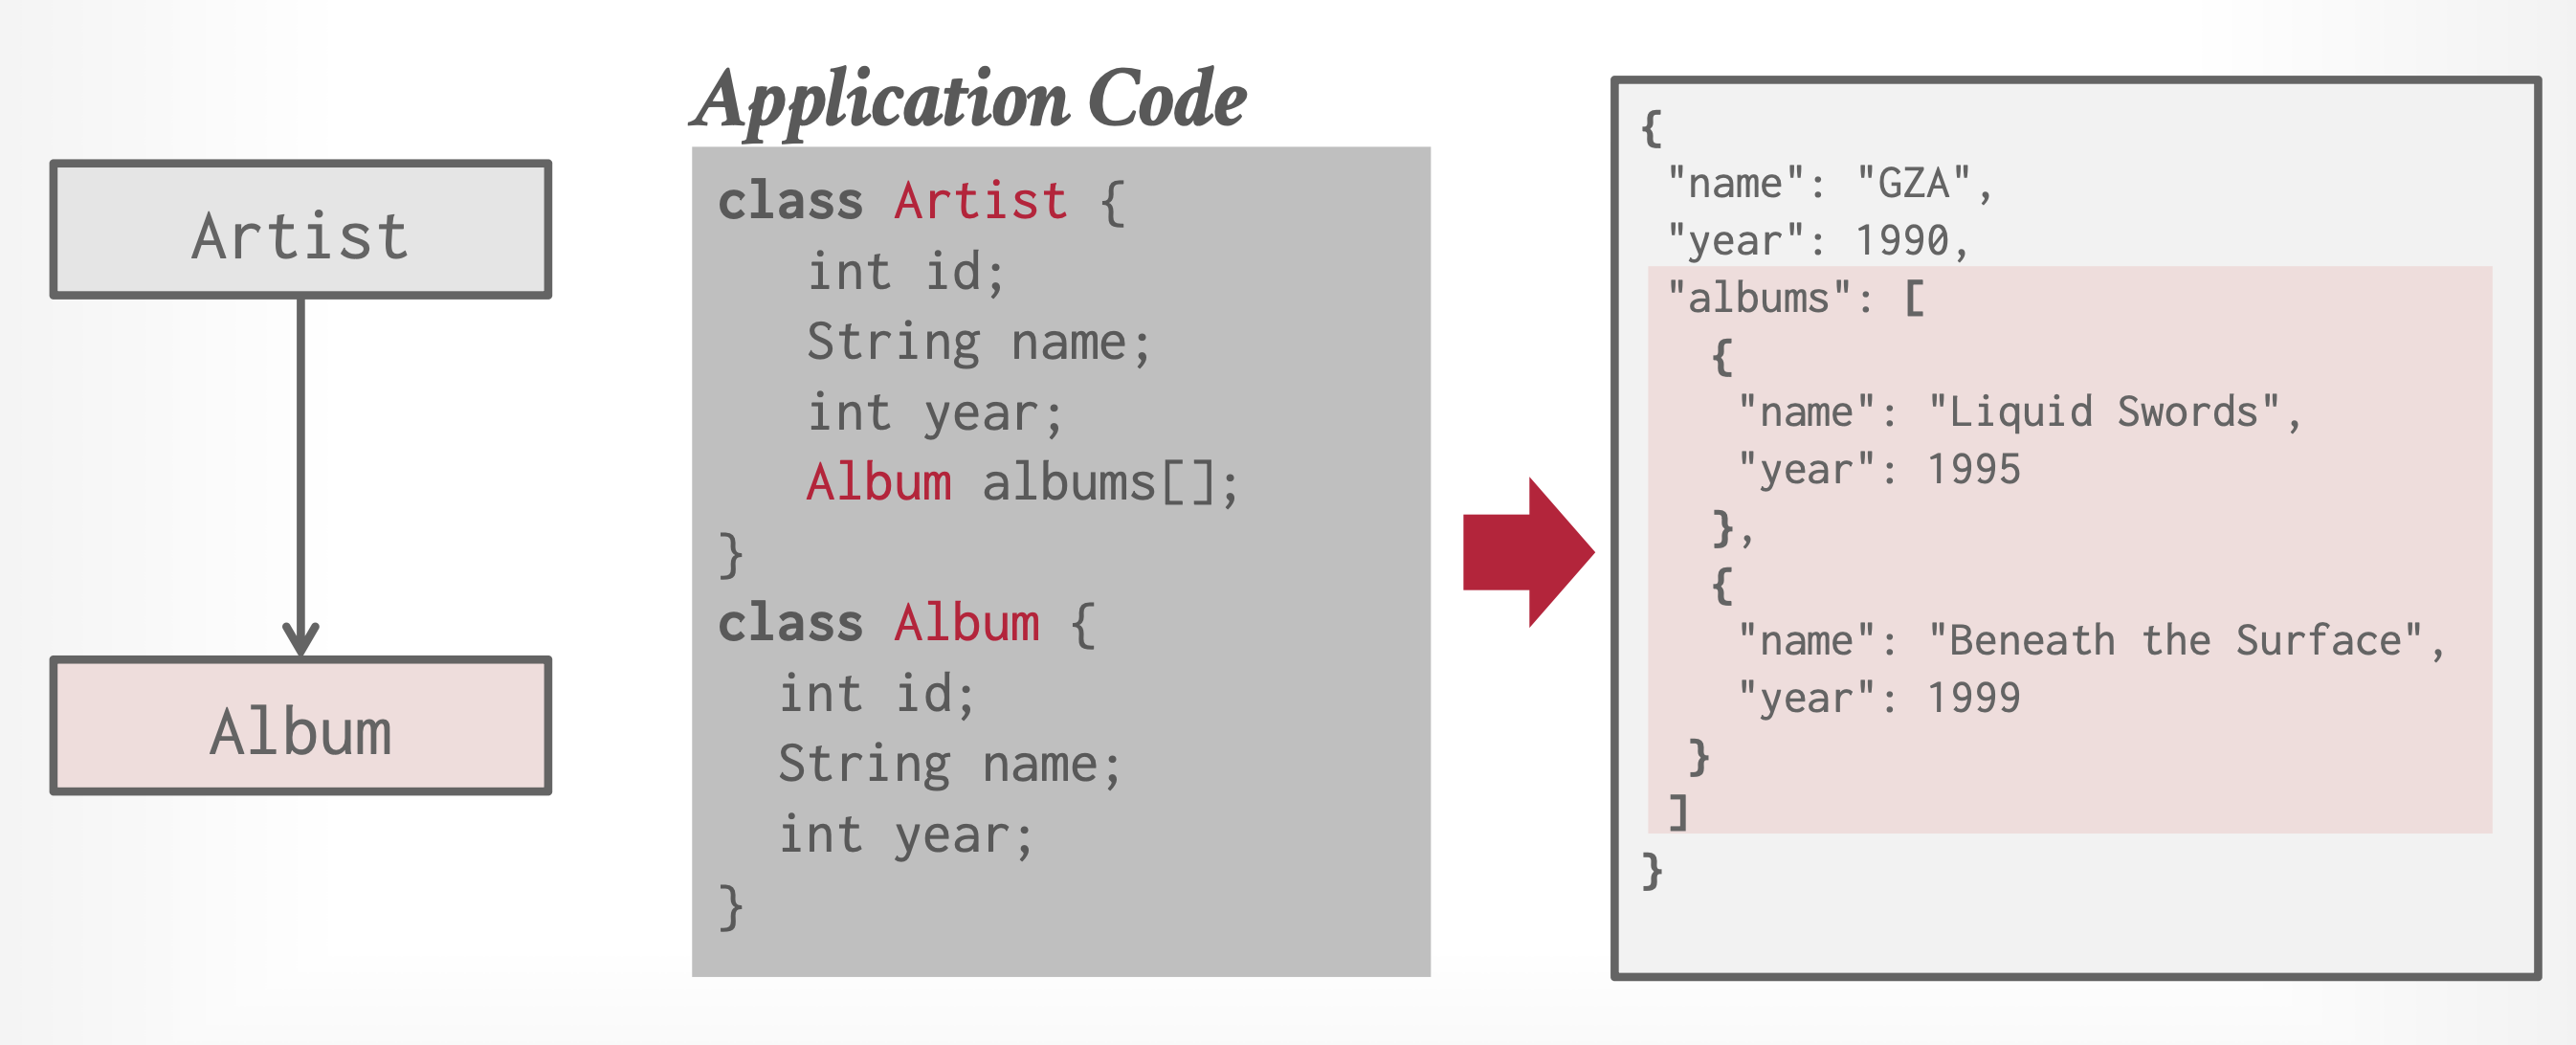 Artist
Album
Application Code
class Artist {
   int id;
   String name;
   int year;
   Album albums[];
}
class Album {
  int id;
  String name;
  int year;
}
{
 "name": "GZA",
 "year": 1990,
 "albums": [
   {
    "name": "Liquid Swords",
    "year": 1995
   },
   {
    "name": "Beneath the Surface",
    "year": 1999
  }
 ]
}